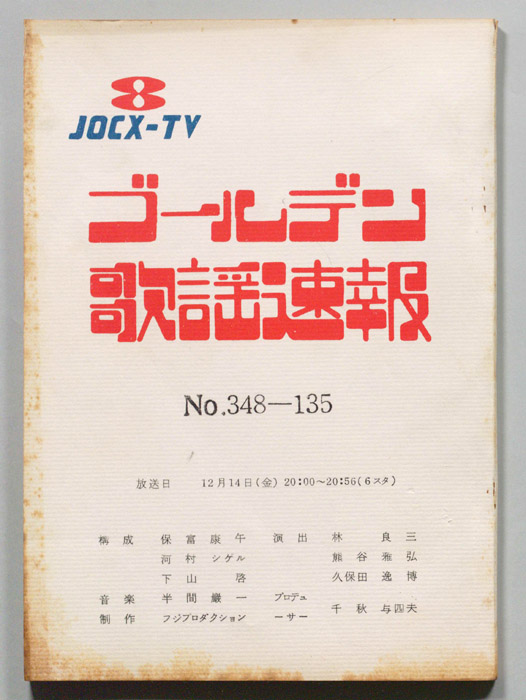 8
JOCX-TV
ゴールデン
歌謡速報
No.348—135
放送日 12月14日(金) 20:00〜20:56(6スタ)
構成 保富康午 演出 林良三
河村シゲル 熊谷雅弘
下山啓 久保田逸博
音楽 半間巖一 プロデューサー 千秋与四夫
制作 フジプロダクション